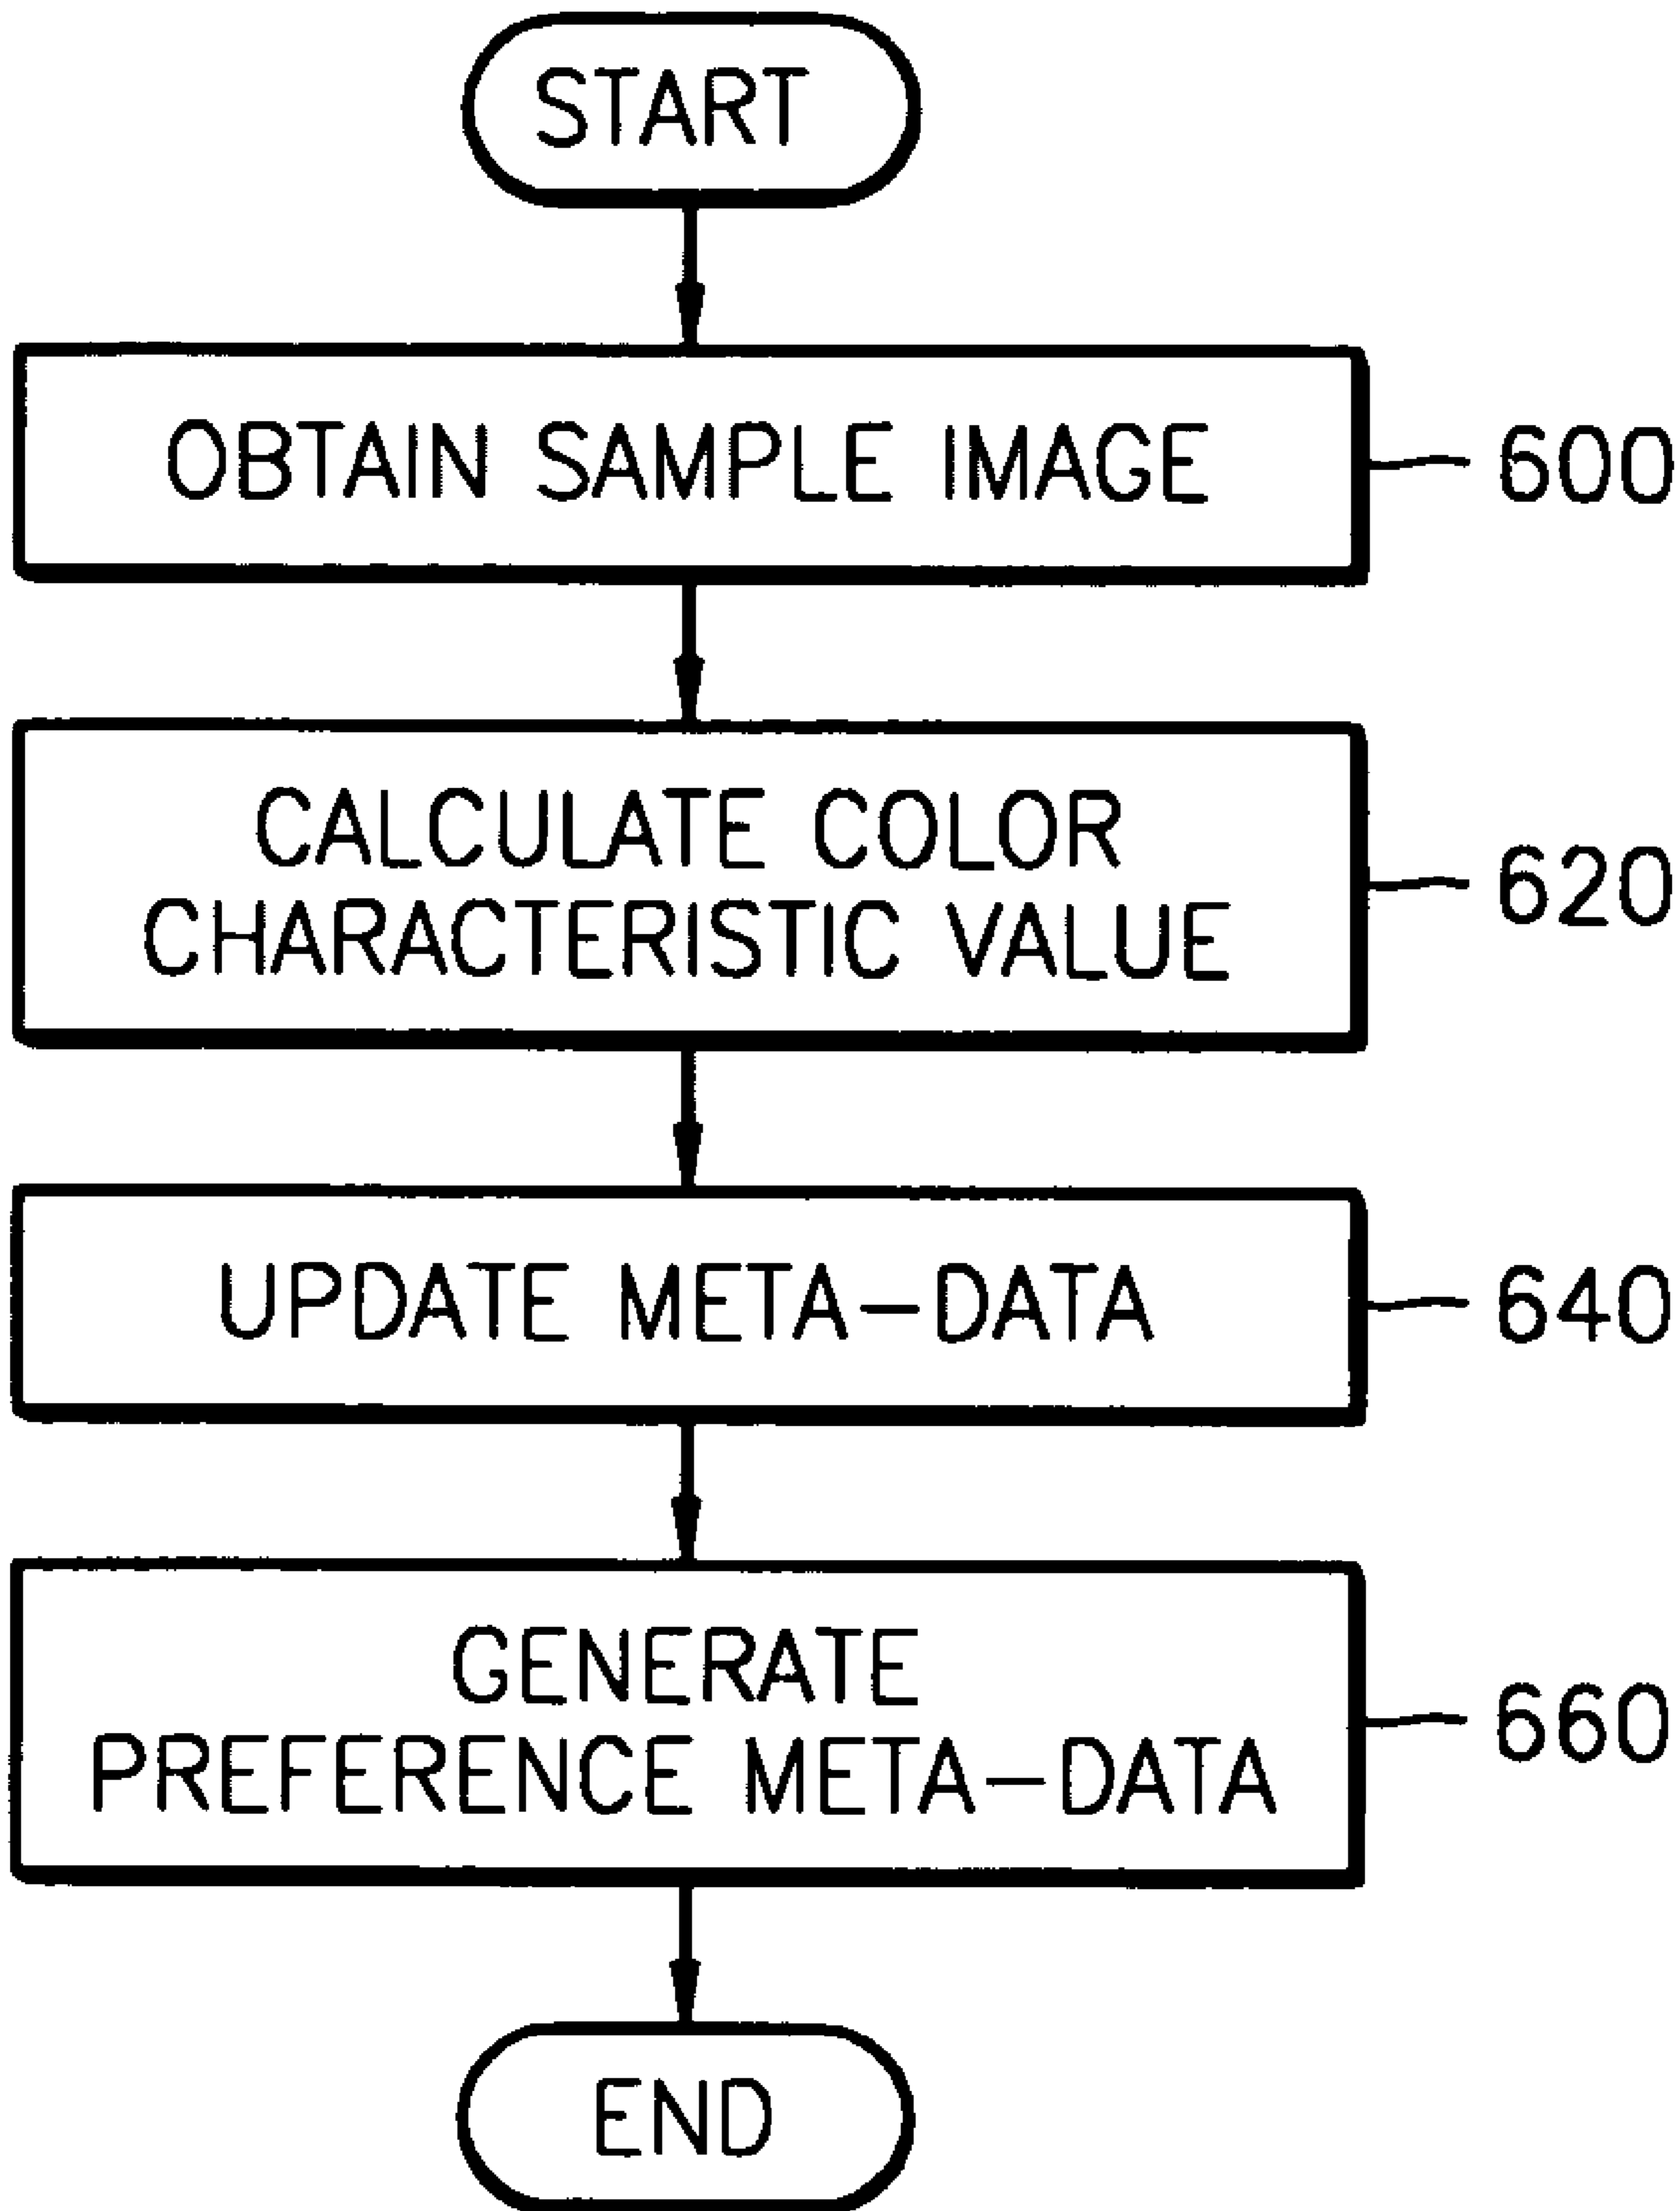 START
OBTAIN SAMPLE IMAGE
600
CALCULATE COLOR
CHARACTERISTIC VALUE
620
UPDATE META-DATA
640
GENERATE
PREFERENCE META-DATA
660
END